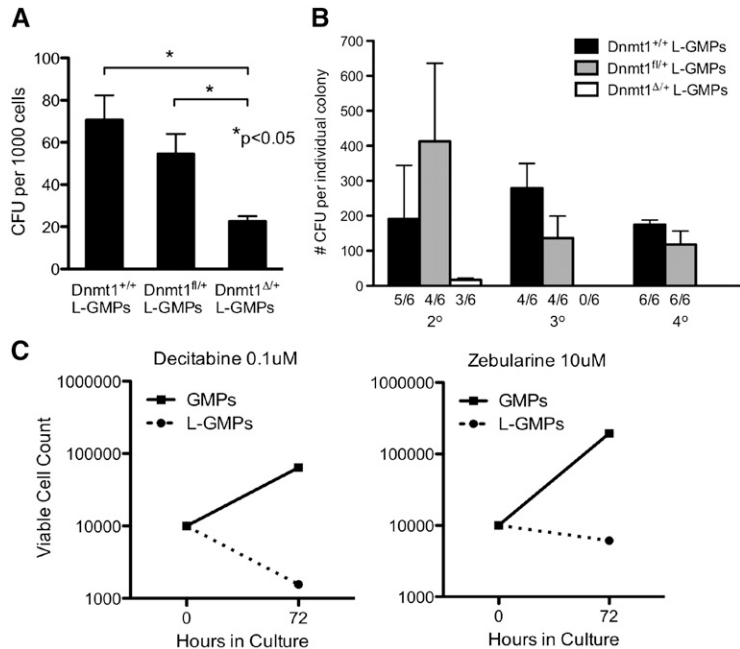 A
CFU per 1000 cells
100
80
60
40
20
0
*
*
*p<0.05
Dnmt1+/+ Dnmt1fl/+ Dnmt1Δ/+
L-GMPs L-GMPs L-GMPs
B
# CFU per individual colony
700
600
500
400
300
200
100
0
Dnmt1+/+ L-GMPs
Dnmt1fl/+ L-GMPs
Dnmt1Δ/+ L-GMPs
5/6 4/6 3/6 4/6 4/6 0/6 6/6 6/6
2° 3° 4°
C
Decitabine 0.1uM
Viable Cell Count
1000000
100000
10000
1000
GMPs
L-GMPs
0 72
Hours in Culture
Zebularine 10uM
1000000
100000
10000
1000
GMPs
L-GMPs
0 72
Hours in Culture